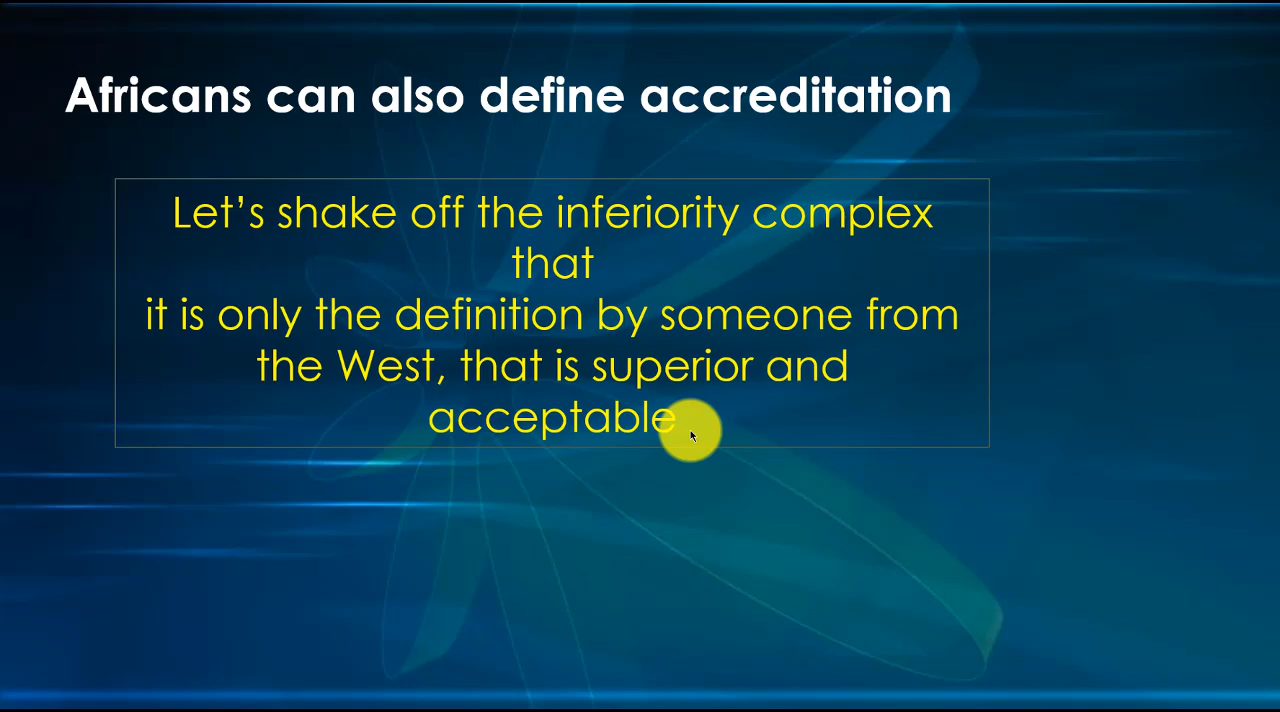 Africans can also define accreditation
Let’s shake off the inferiority complex
that
it is only the definition by someone from
the West, that is superior and
acceptable